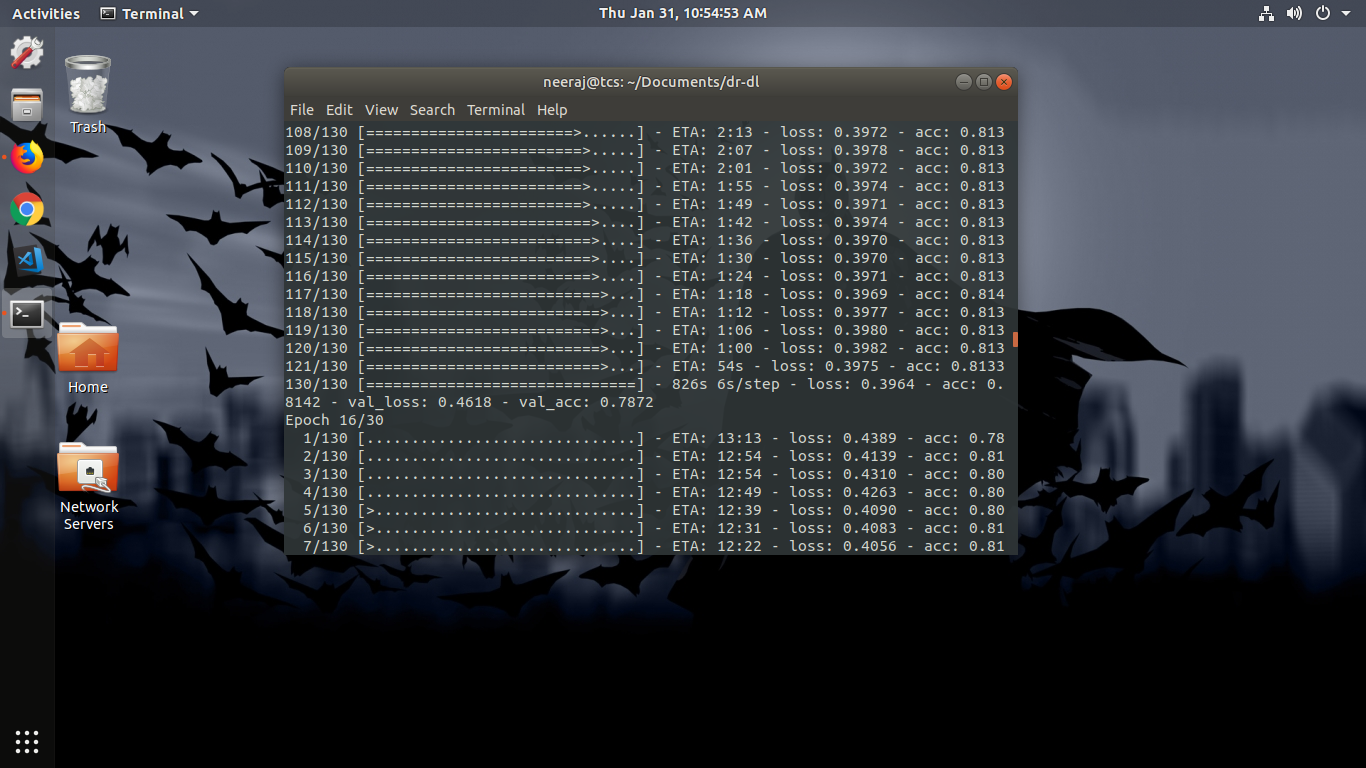 Activities Terminal Thu Jan 31, 10:54:53 AM
Trash
Home
Network
Servers
neeraj@tcs: ~/Documents/dr-dl
File Edit View Search Terminal Help
108/130 [=======================>......] - ETA: 2:13 - loss: 0.3972 - acc: 0.813
109/130 [========================>.....] - ETA: 2:07 - loss: 0.3978 - acc: 0.813
110/130 [========================>.....] - ETA: 2:01 - loss: 0.3972 - acc: 0.813
111/130 [========================>.....] - ETA: 1:55 - loss: 0.3974 - acc: 0.813
112/130 [========================>.....] - ETA: 1:49 - loss: 0.3971 - acc: 0.813
113/130 [=========================>....] - ETA: 1:42 - loss: 0.3974 - acc: 0.813
114/130 [=========================>....] - ETA: 1:36 - loss: 0.3970 - acc: 0.813
115/130 [=========================>....] - ETA: 1:30 - loss: 0.3970 - acc: 0.813
116/130 [=========================>....] - ETA: 1:24 - loss: 0.3971 - acc: 0.813
117/130 [==========================>...] - ETA: 1:18 - loss: 0.3969 - acc: 0.814
118/130 [==========================>...] - ETA: 1:12 - loss: 0.3977 - acc: 0.813
119/130 [==========================>...] - ETA: 1:06 - loss: 0.3980 - acc: 0.813
120/130 [==========================>...] - ETA: 1:00 - loss: 0.3982 - acc: 0.813
121/130 [==========================>...] - ETA: 54s - loss: 0.3975 - acc: 0.8133
130/130 [==============================] - 826s 6s/step - loss: 0.3964 - acc: 0.
8142 - val_loss: 0.4618 - val_acc: 0.7872
Epoch 16/30
1/130 [..............................] - ETA: 13:13 - loss: 0.4389 - acc: 0.78
2/130 [..............................] - ETA: 12:54 - loss: 0.4139 - acc: 0.81
3/130 [..............................] - ETA: 12:54 - loss: 0.4310 - acc: 0.80
4/130 [..............................] - ETA: 12:49 - loss: 0.4263 - acc: 0.80
5/130 [>.............................] - ETA: 12:39 - loss: 0.4090 - acc: 0.80
6/130 [>.............................] - ETA: 12:31 - loss: 0.4083 - acc: 0.81
7/130 [>.............................] - ETA: 12:22 - loss: 0.4056 - acc: 0.81